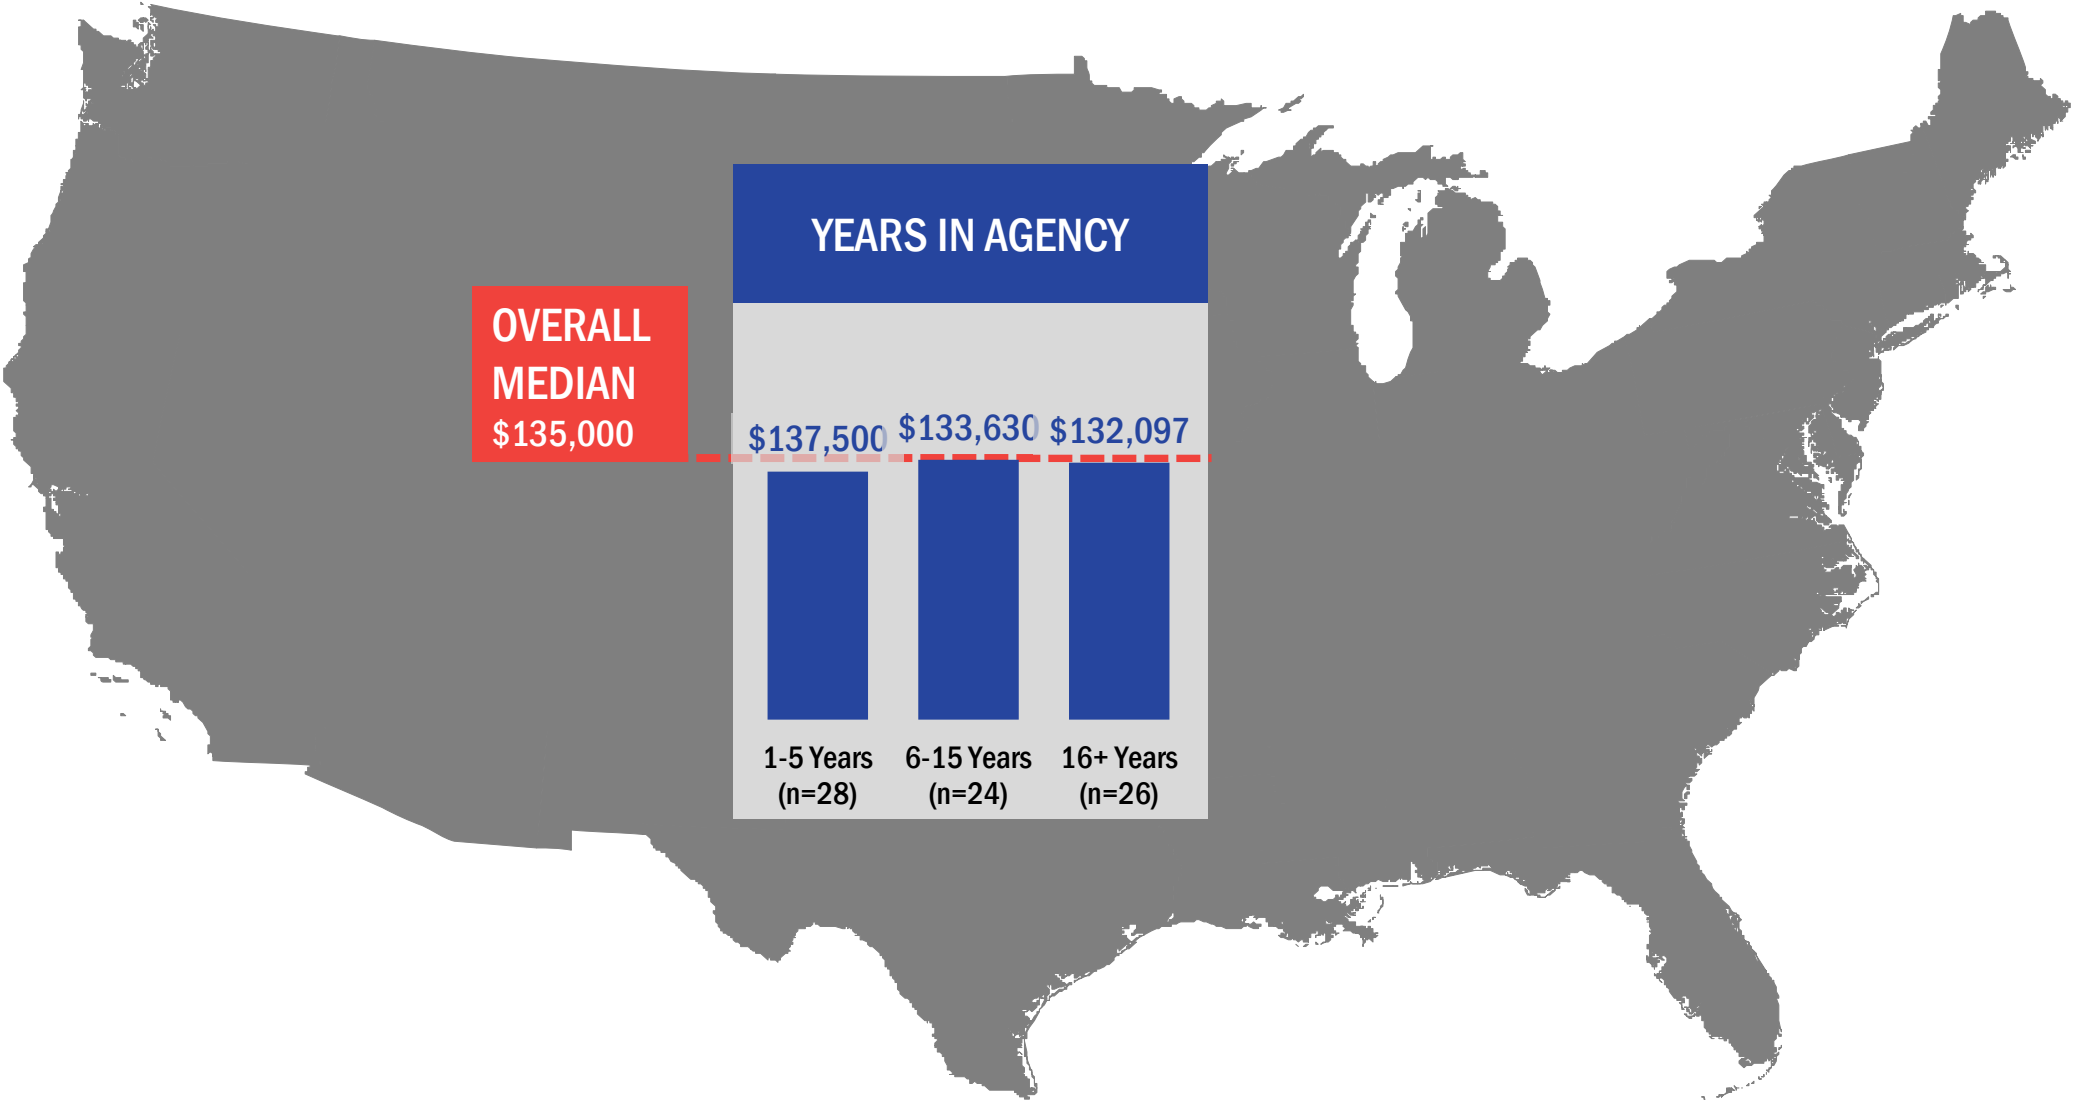 YEARS IN AGENCY
OVERALL
MEDIAN
$135,000
$137,500 $133,630 $132,097
1-5 Years 6-15 Years 16+ Years
(n=28) (n=24) (n=26)